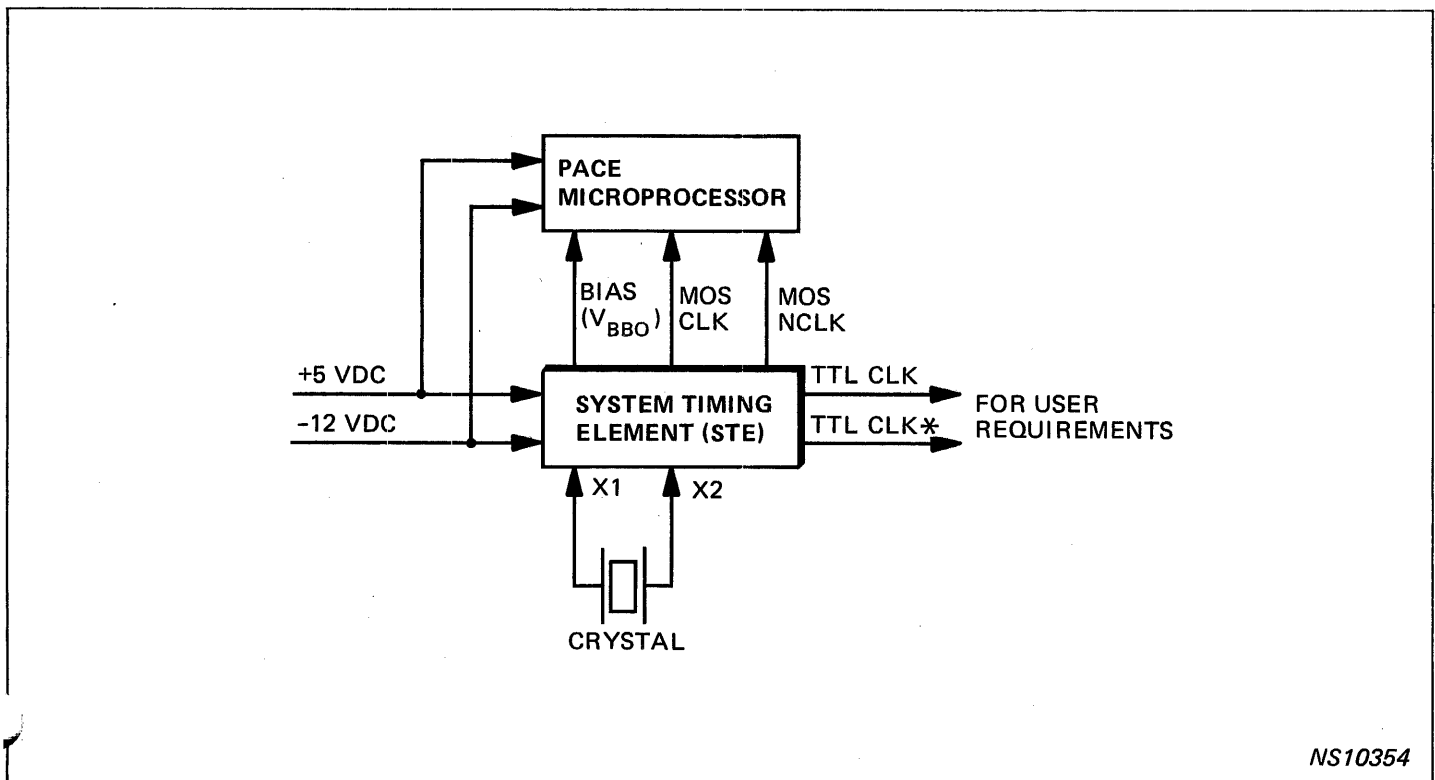 PACE
MICROPROCESSOR
BIAS
(VBBO)
MOS
CLK
MOS
NCLK
+5 VDC
-12 VDC
SYSTEM TIMING
ELEMENT (STE)
TTL CLK
TTL CLK*
FOR USER
REQUIREMENTS
X1
X2
CRYSTAL
NS10354